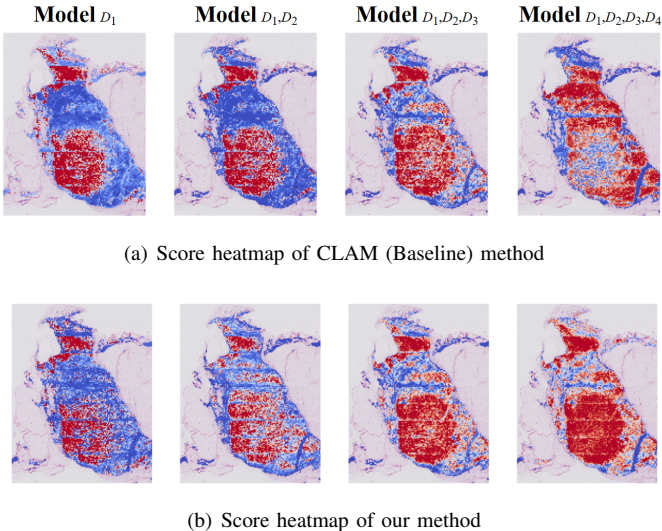 Model D1 Model D1,D2 Model D1,D2,D3 Model D1,D2,D3,D4
(a) Score heatmap of CLAM (Baseline) method
(b) Score heatmap of our method